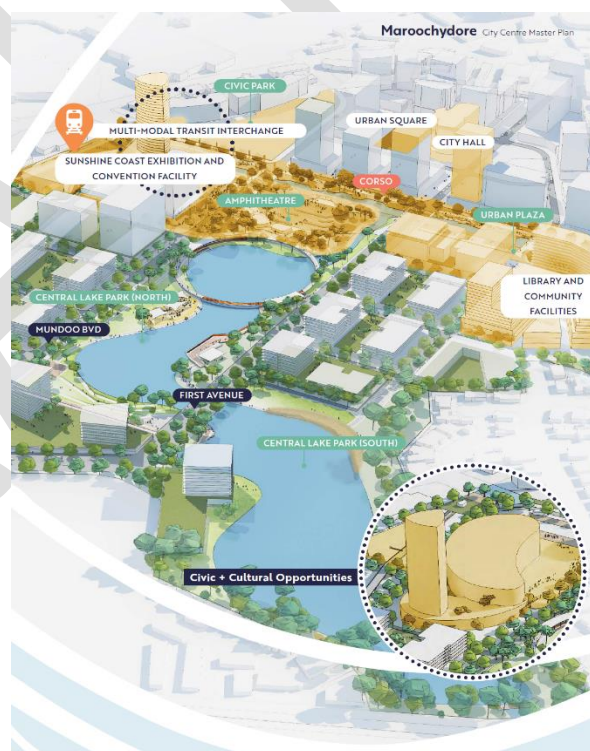 Maroochydore City Centre Master Plan
CIVIC PARK
MULTI-MODAL TRANSIT INTERCHANGE
URBAN SQUARE
CITY HALL
SUNSHINE COAST EXHIBITION AND
CONVENTION FACILITY
CORSO
AMPHITHEATRE
URBAN PLAZA
LIBRARY AND
COMMUNITY
FACILITIES
CENTRAL LAKE PARK (NORTH)
MUNDOO BVD
FIRST AVENUE
CENTRAL LAKE PARK (SOUTH)
Civic + Cultural Opportunities